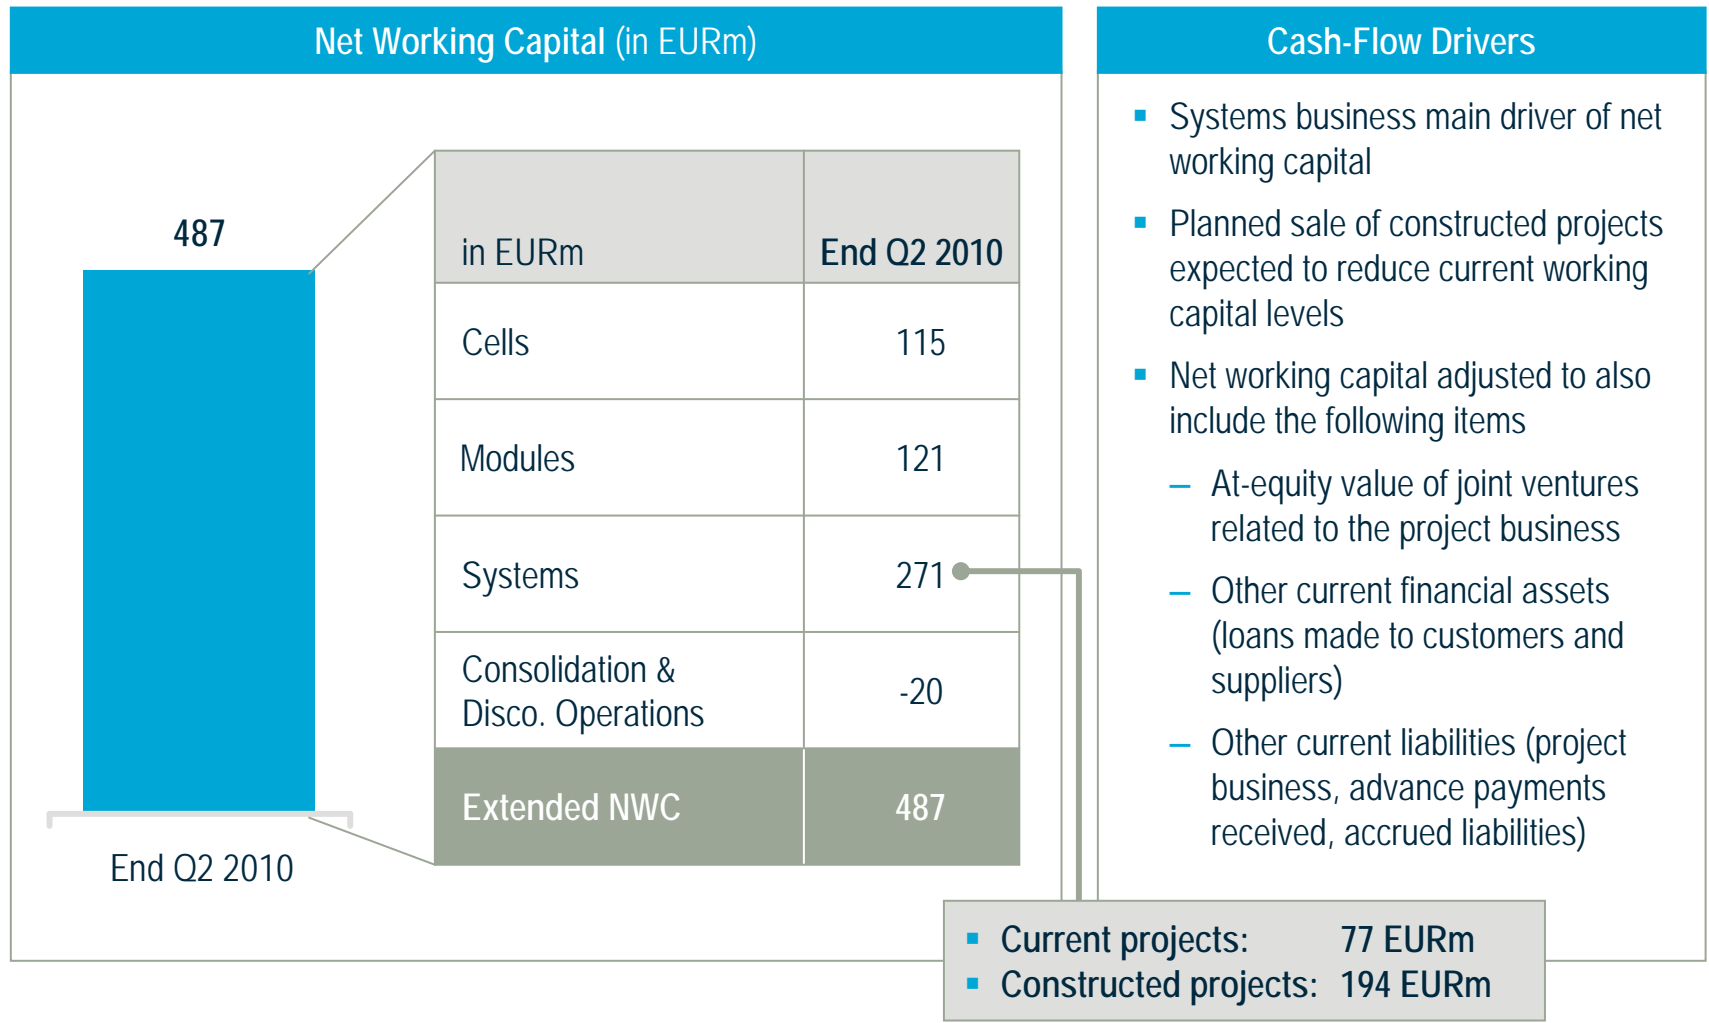 Net Working Capital (in EURm)
487
End Q2 2010
in EURm End Q2 2010
Cells 115
Modules 121
Systems 271
Consolidation &
Disco. Operations -20
Extended NWC 487
Cash-Flow Drivers
▪ Systems business main driver of net
working capital
▪ Planned sale of constructed projects
expected to reduce current working
capital levels
▪ Net working capital adjusted to also
include the following items
– At-equity value of joint ventures
related to the project business
– Other current financial assets
(loans made to customers and
suppliers)
– Other current liabilities (project
business, advance payments
received, accrued liabilities)
▪ Current projects: 77 EURm
▪ Constructed projects: 194 EURm